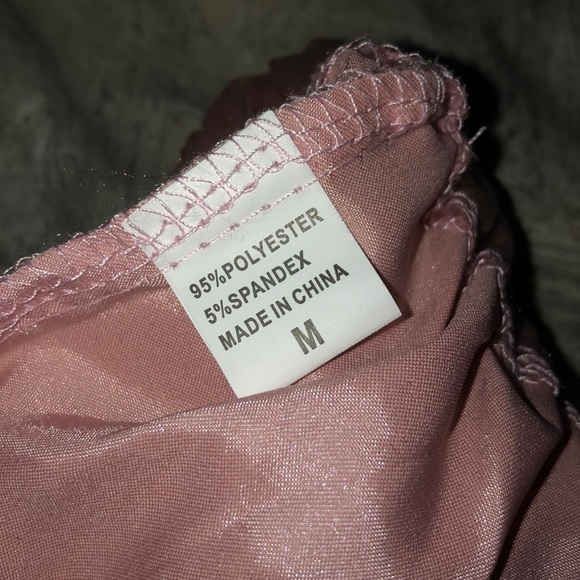 95%POLYESTER
5%SPANDEX
MADE IN CHINA
M